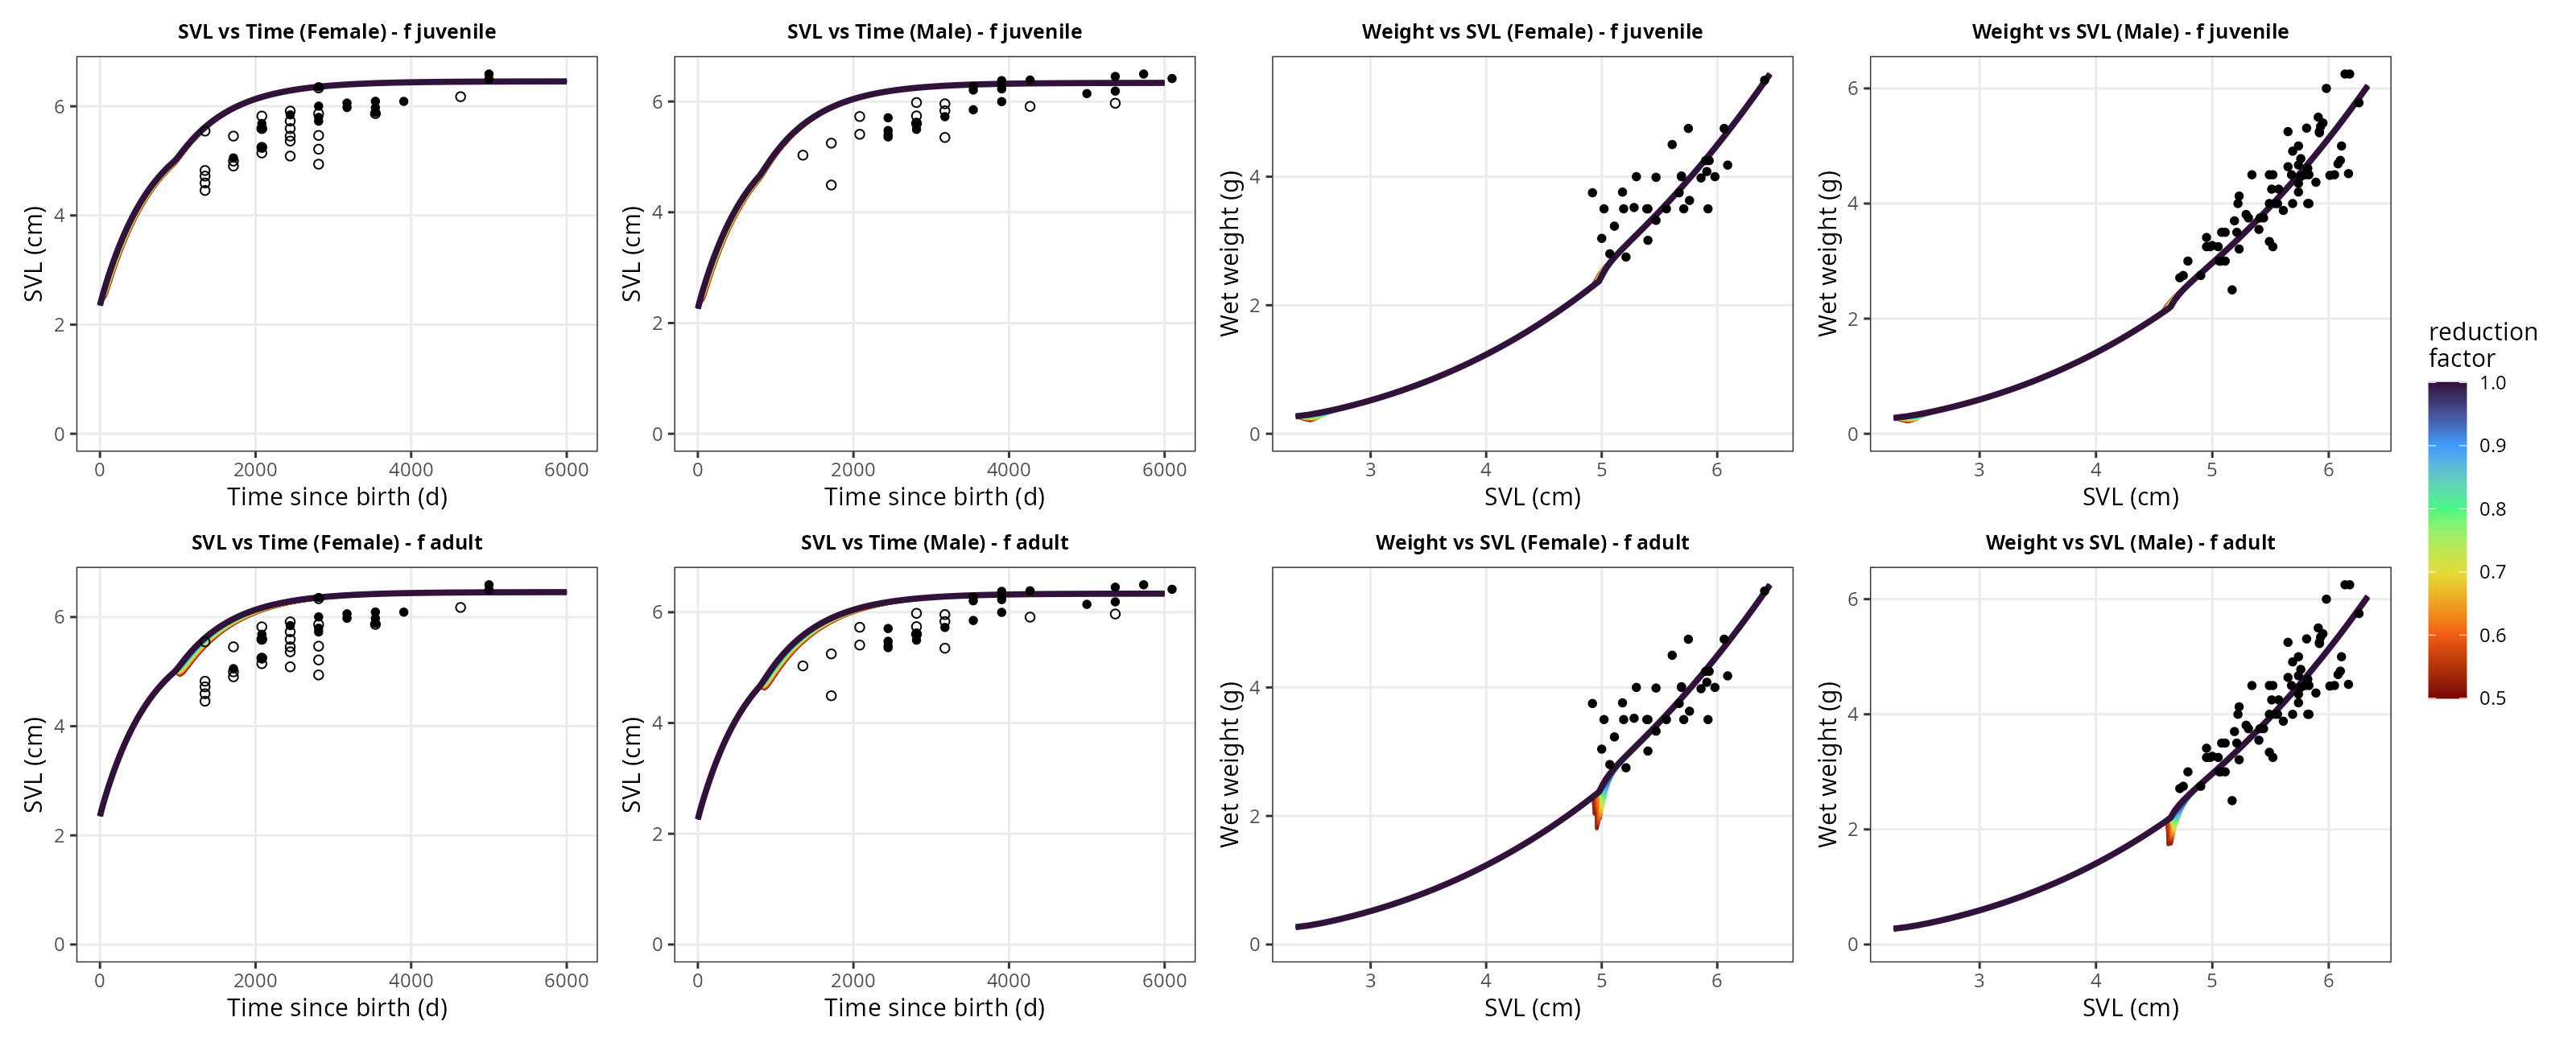 SVL vs Time (Female) - f juvenile
SVL (cm)
6
4
2
0
0 2000 4000 6000
Time since birth (d)
SVL vs Time (Male) - f juvenile
SVL (cm)
6
4
2
0
0 2000 4000 6000
Time since birth (d)
Weight vs SVL (Female) - f juvenile
Wet weight (g)
4
2
0
3 4 5 6
SVL (cm)
Weight vs SVL (Male) - f juvenile
Wet weight (g)
6
4
2
0
3 4 5 6
SVL (cm)
reduction
factor
1.0
0.9
0.8
0.7
0.6
0.5
SVL vs Time (Female) - f adult
SVL (cm)
6
4
2
0
0 2000 4000 6000
Time since birth (d)
SVL vs Time (Male) - f adult
SVL (cm)
6
4
2
0
0 2000 4000 6000
Time since birth (d)
Weight vs SVL (Female) - f adult
Wet weight (g)
4
2
0
3 4 5 6
SVL (cm)
Weight vs SVL (Male) - f adult
Wet weight (g)
6
4
2
0
3 4 5 6
SVL (cm)